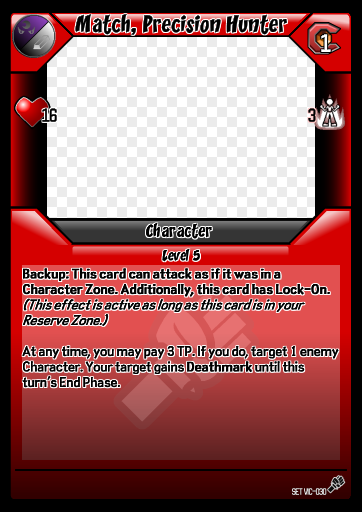 Match, Precision Hunter
1
16
3
Character
Level 5
Backup: This card can attack as if it was in a
Character Zone. Additionally, this card has Lock-On.
(This effect is active as long as this card is in your
Reserve Zone.)
At any time, you may pay 3 TP. If you do, target 1 enemy
Character. Your target gains Deathmark until this
turn's End Phase.
SET VIC-030